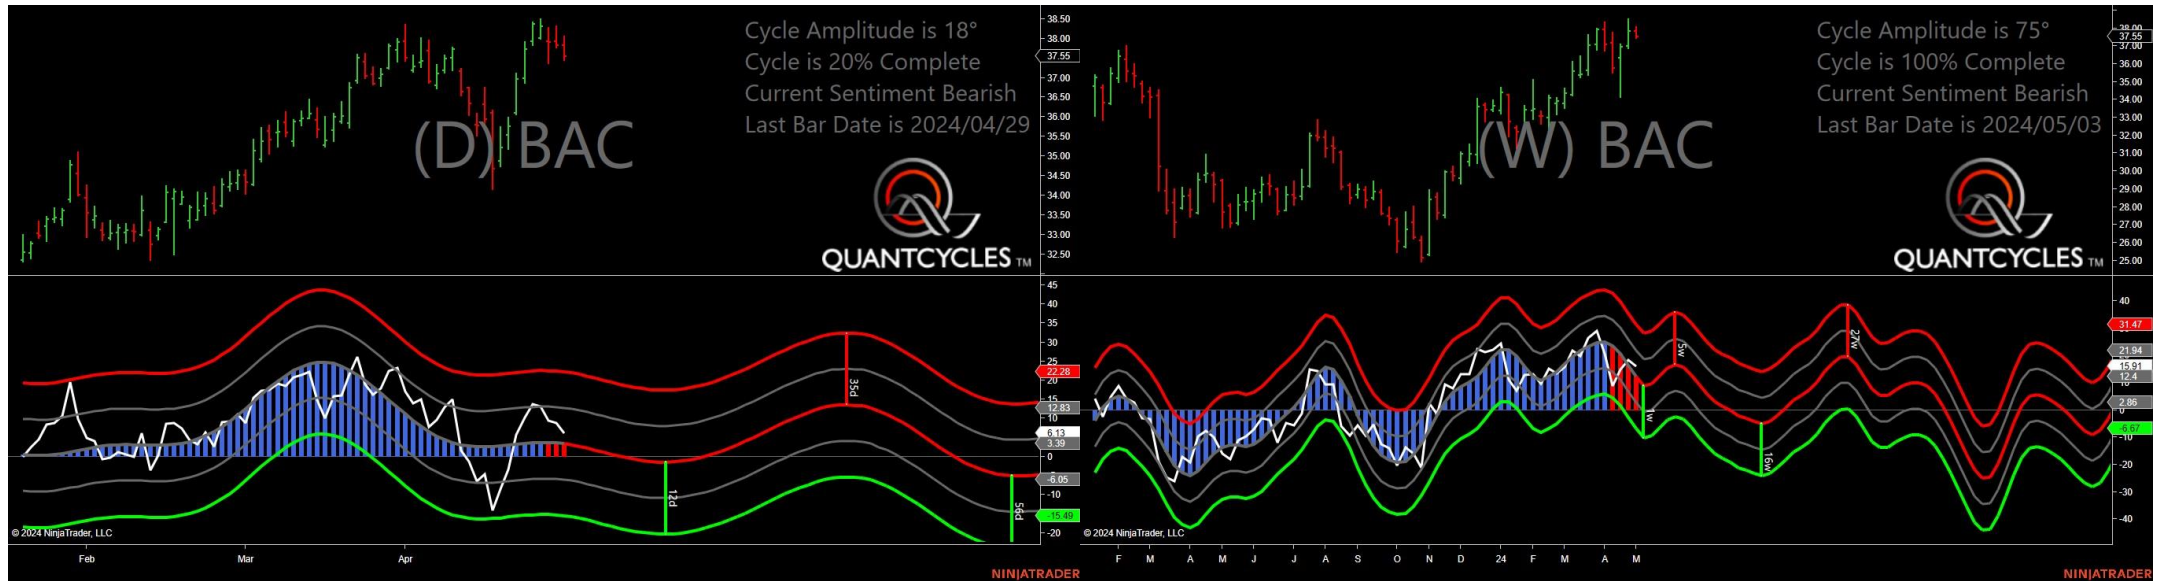 Cycle Amplitude is 18°
Cycle is 20% Complete
Current Sentiment Bearish
Last Bar Date is 2024/04/29
(D) BAC
QUANTCYCLES TM
38.50
38.00
37.55
37.00
36.50
36.00
35.50
35.00
34.50
34.00
33.50
33.00
32.50
45
40
35
30
25
22.28
20
15
12.83
10
6.13
3.39
0
-6.05
-10
-15.49
-20
35d
12d
56d
© 2024 NinjaTrader, LLC
Feb Mar Apr
NINJATRADER
Cycle Amplitude is 75°
Cycle is 100% Complete
Current Sentiment Bearish
Last Bar Date is 2024/05/03
(W) BAC
QUANTCYCLES TM
38.00
37.55
37.00
36.00
35.00
34.00
33.00
32.00
31.00
30.00
29.00
28.00
27.00
26.00
25.00
40
31.47
21.94
15.91
12.4
2.86
0
-6.67
-10
-20
-30
-40
5w
27w
1w
16w
© 2024 NinjaTrader, LLC
F M A M J J A S O N D 24 F M A M
NINJATRADER